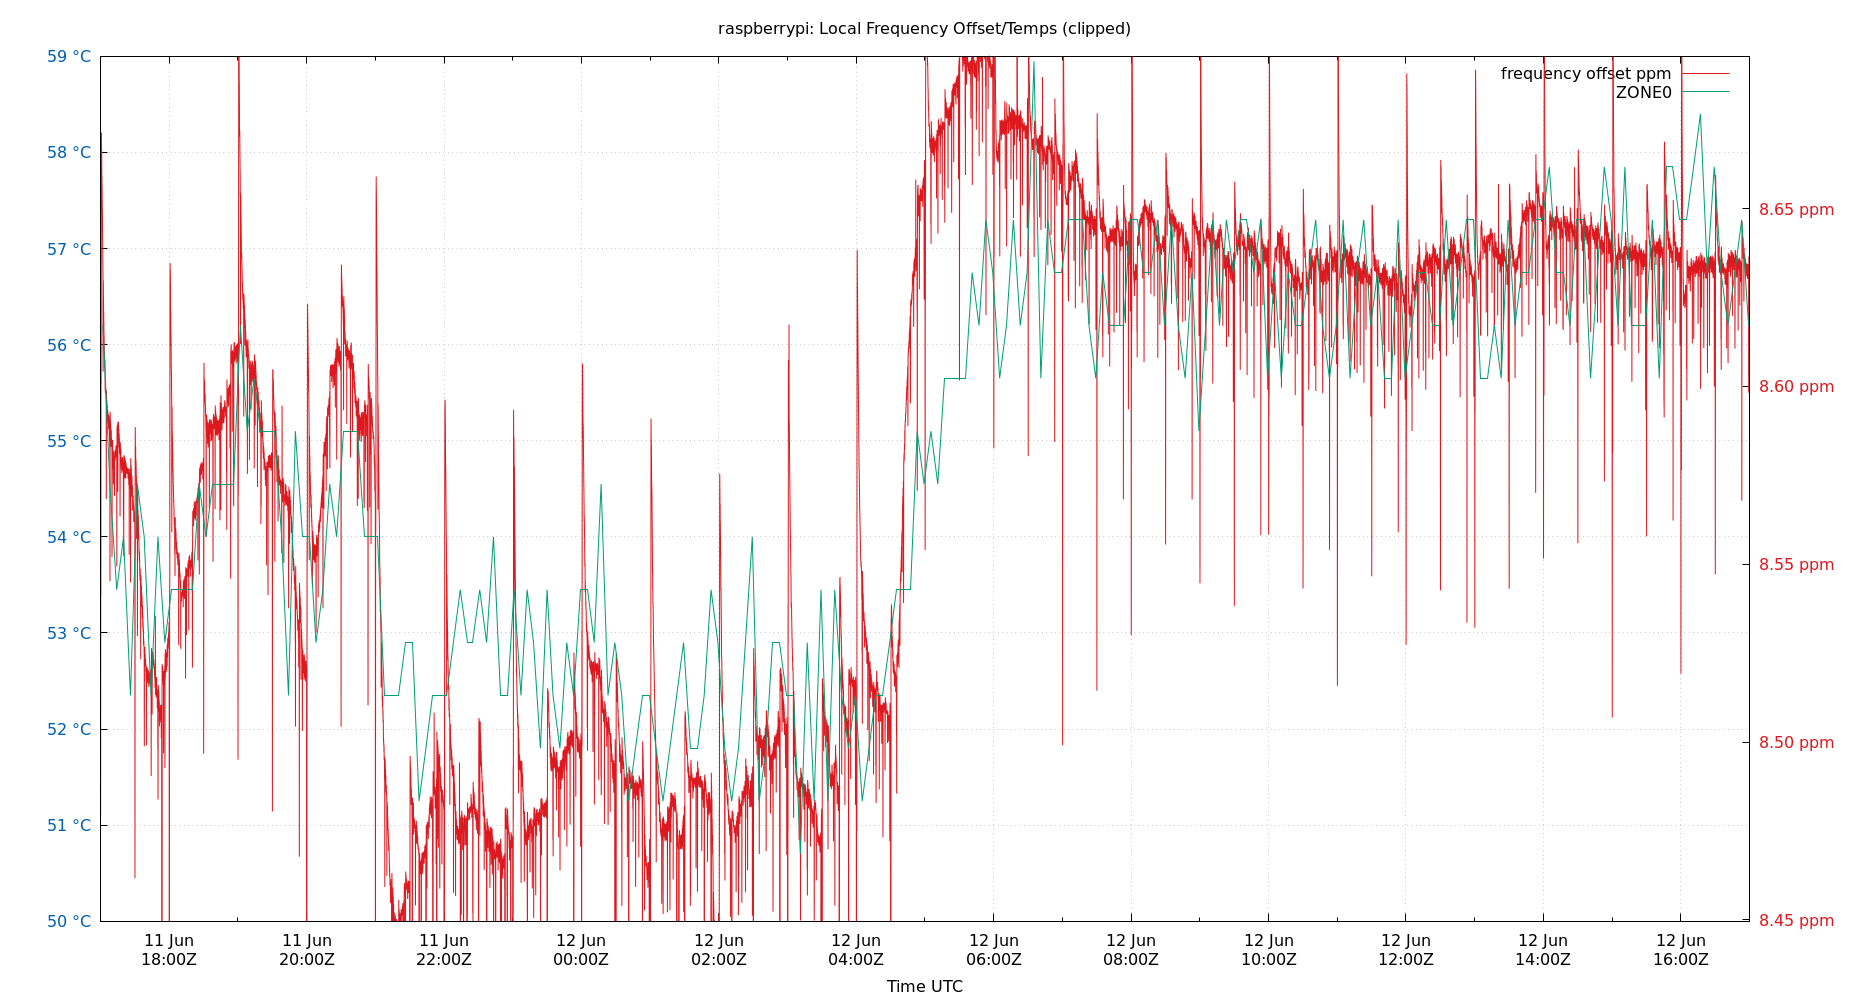 raspberrypi: Local Frequency Offset/Temps (clipped)
59 °C
58 °C
57 °C
56 °C
55 °C
54 °C
53 °C
52 °C
51 °C
50 °C
frequency offset ppm
ZONE0
8.65 ppm
8.60 ppm
8.55 ppm
8.50 ppm
8.45 ppm
11 Jun 11 Jun 11 Jun 12 Jun 12 Jun 12 Jun 12 Jun 12 Jun 12 Jun 12 Jun 12 Jun 12 Jun
18:00Z 20:00Z 22:00Z 00:00Z 02:00Z 04:00Z 06:00Z 08:00Z 10:00Z 12:00Z 14:00Z 16:00Z
Time UTC